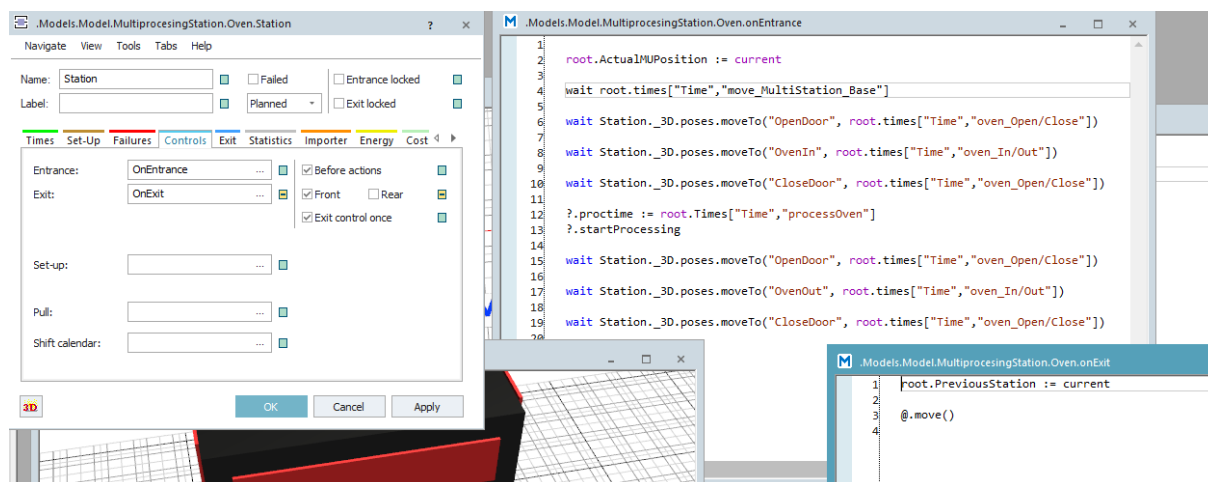 .Models.Model.MultiprocesingStation.Oven.Station ? ×
Navigate View Tools Tabs Help
Name: Station Failed Entrance locked
Label: Planned Exit locked
Times Set-Up Failures Controls Exit Statistics Importer Energy Cost
Entrance: OnEntrance ... Before actions
Exit: OnExit ... Front Rear
Exit control once
Set-up: ...
Pull: ...
Shift calendar: ...
3D OK Cancel Apply
M .Models.Model.MultiprocesingStation.Oven.onEntrance
1
2 root.ActualMUPosition := current
3
4 wait root.times["Time","move_MultiStation_Base"]
5
6 wait Station._3D.poses.moveTo("OpenDoor", root.times["Time","oven_Open/Close"])
7
8 wait Station._3D.poses.moveTo("OvenIn", root.times["Time","oven_In/Out"])
9
10 wait Station._3D.poses.moveTo("CloseDoor", root.times["Time","oven_Open/Close"])
11
12 ?.proctime := root.Times["Time","processOven"]
13 ?.startProcessing
14
15 wait Station._3D.poses.moveTo("OpenDoor", root.times["Time","oven_Open/Close"])
16
17 wait Station._3D.poses.moveTo("OvenOut", root.times["Time","oven_In/Out"])
18
19 wait Station._3D.poses.moveTo("CloseDoor", root.times["Time","oven_Open/Close"])
20
M .Models.Model.MultiprocesingStation.Oven.onExit
1 root.PreviousStation := current
2
3 @.move()
4